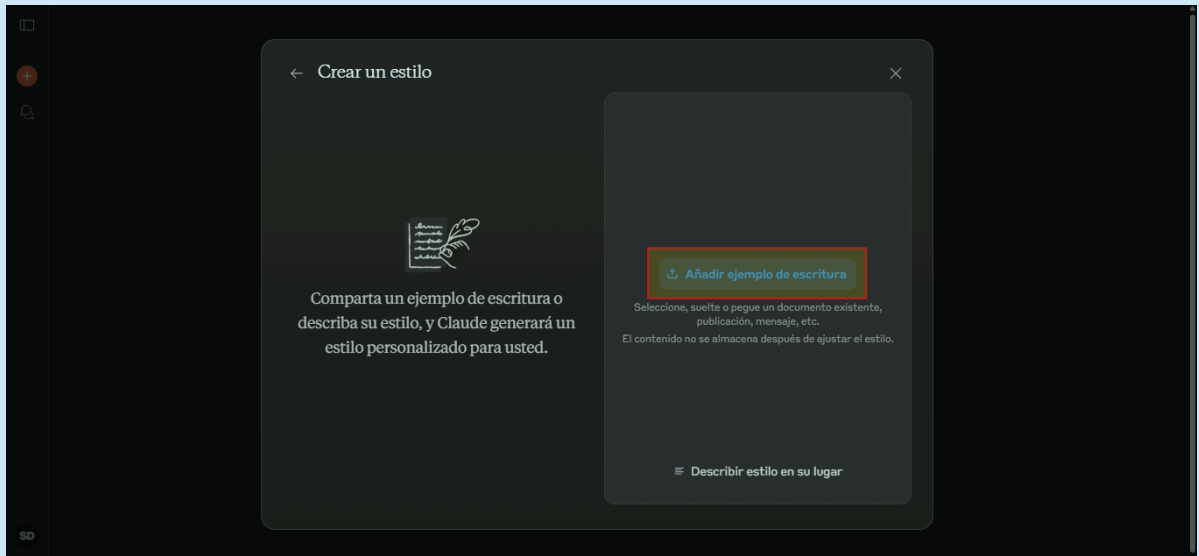 Crear un estilo
Comparta un ejemplo de escritura o
describa su estilo, y Claude generará un
estilo personalizado para usted.
Añadir ejemplo de escritura
Seleccione, suelte o pegue un documento existente,
publicación, mensaje, etc.
El contenido no se almacena después de ajustar el estilo.
Describir estilo en su lugar
SD